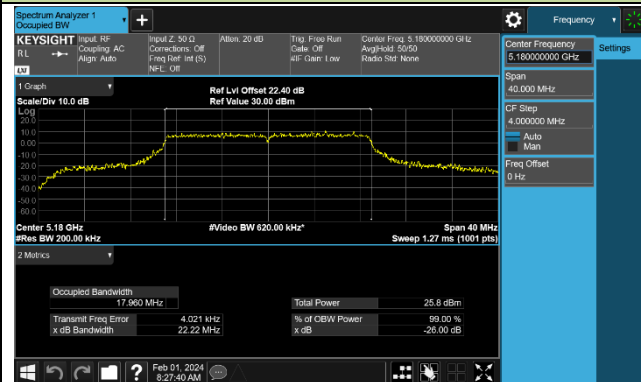 Spectrum Analyzer 1
Occupied BW
Frequency
KEYSIGHT
Input: RF
Input Z: 50 Ω
Atten: 20 dB
Trig: Free Run
Center Freq: 5.180000000 GHz
RL
Coupling: AC
Corrections: Off
Gate: Off
Avg|Hold: 50/50
Align: Auto
Freq Ref: Int (S)
#IF Gain: Low
Radio Std: None
NFE: Off
LXI
Center Frequency
5.180000000 GHz
Settings
Span
40.000 MHz
CF Step
4.000000 MHz
Auto
Man
Freq Offset
0 Hz
1 Graph
Ref Lvl Offset 22.40 dB
Scale/Div 10.0 dB
Ref Value 30.00 dBm
Log
20.0
10.0
0.00
-10.0
-20.0
-30.0
-40.0
-50.0
-60.0
Center 5.18 GHz
#Video BW 620.00 kHz*
Span 40 MHz
#Res BW 200.00 kHz
Sweep 1.27 ms (1001 pts)
2 Metrics
Occupied Bandwidth
17.960 MHz
Total Power
25.8 dBm
Transmit Freq Error
4.021 kHz
% of OBW Power
99.00 %
x dB Bandwidth
22.22 MHz
x dB
-26.00 dB
Feb 01, 2024
8:27:40 AM